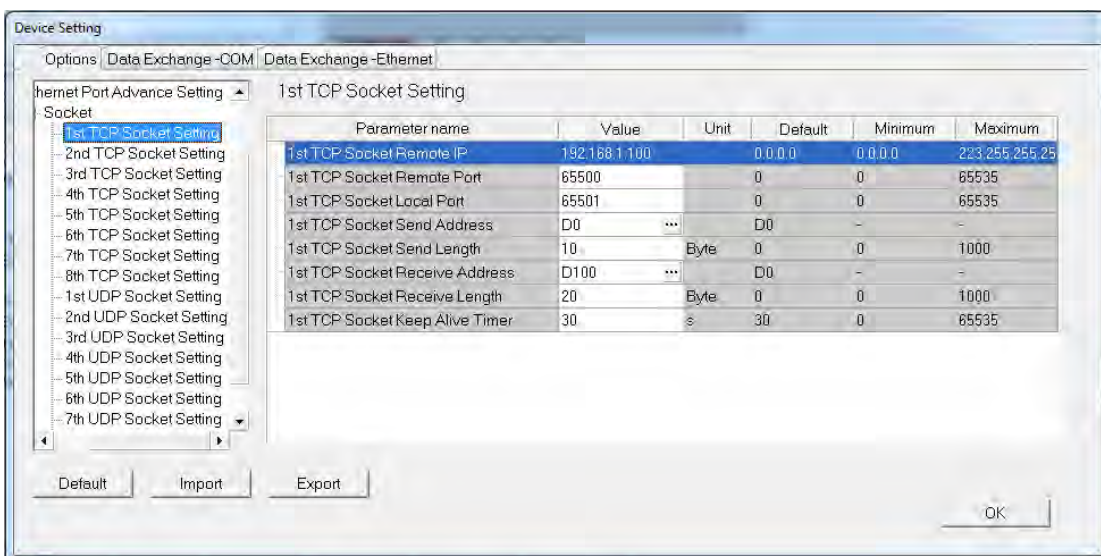 Device Setting
Options Data Exchange -COM Data Exchange -Ethernet
hernet Port Advance Setting
Socket
1st TCP Socket Setting
2nd TCP Socket Setting
3rd TCP Socket Setting
4th TCP Socket Setting
5th TCP Socket Setting
6th TCP Socket Setting
7th TCP Socket Setting
8th TCP Socket Setting
1st UDP Socket Setting
2nd UDP Socket Setting
3rd UDP Socket Setting
4th UDP Socket Setting
5th UDP Socket Setting
6th UDP Socket Setting
7th UDP Socket Setting
1st TCP Socket Setting
Parameter name Value Unit Default Minimum Maximum
1st TCP Socket Remote IP 192.168.1.100 0.0.0.0 0.0.0.0 223.255.255.25
1st TCP Socket Remote Port 65500 0 0 65535
1st TCP Socket Local Port 65501 0 0 65535
1st TCP Socket Send Address D0 ... D0 - -
1st TCP Socket Send Length 10 Byte 0 0 1000
1st TCP Socket Receive Address D100 ... D0 - -
1st TCP Socket Receive Length 20 Byte 0 0 1000
1st TCP Socket Keep Alive Timer 30 s 30 0 65535
Default Import Export
OK